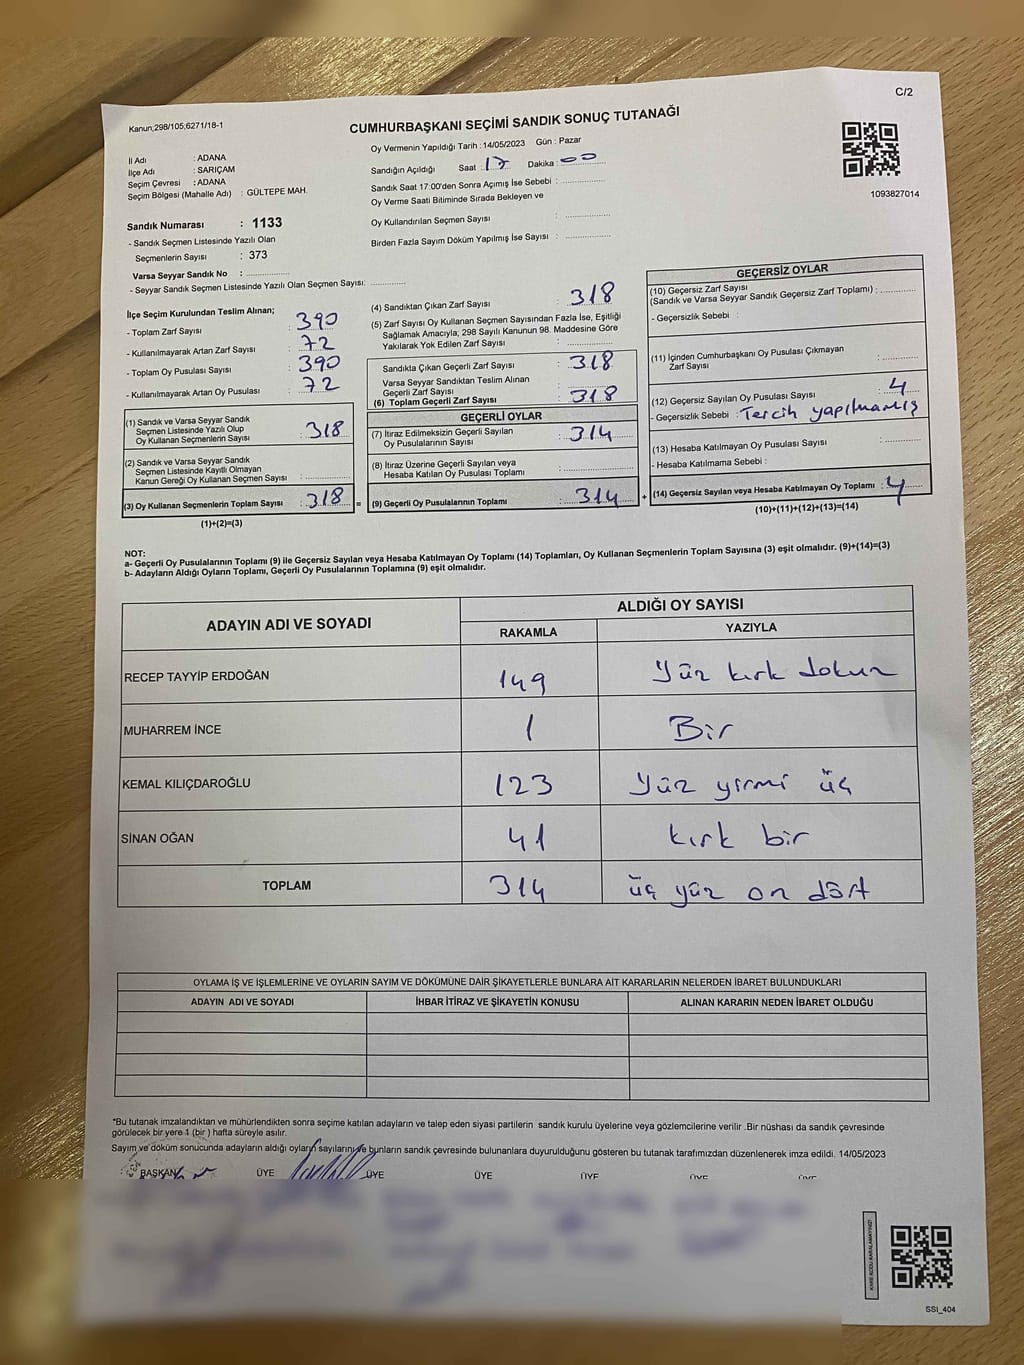 C/2
Kanun;298/105;6271/18-1
CUMHURBAŞKANI SEÇİMİ SANDIK SONUÇ TUTANAĞI
İl Adı : ADANA
İlçe Adı : SARIÇAM
Seçim Çevresi : ADANA
Seçim Bölgesi (Mahalle Adı) : GÜLTEPE MAH.
Sandık Numarası : 1133
- Sandık Seçmen Listesinde Yazılı Olan
Seçmenlerin Sayısı : 373
Varsa Seyyar Sandık No :
- Seyyar Sandık Seçmen Listesinde Yazılı Olan Seçmen Sayısı:
Oy Vermenin Yapıldığı Tarih : 14/05/2023 Gün : Pazar
Sandığın Açıldığı Saat : 17 Dakika : 00
Sandık Saat 17:00'den Sonra Açımış İse Sebebi :
Oy Verme Saati Bitiminde Sırada Bekleyen ve
Oy Kullandırılan Seçmen Sayısı :
Birden Fazla Sayım Döküm Yapılmış İse Sayısı :
1093827014
İlçe Seçim Kurulundan Teslim Alınan;
- Toplam Zarf Sayısı : 390
- Kullanılmayarak Artan Zarf Sayısı : 72
- Toplam Oy Pusulası Sayısı : 390
- Kullanılmayarak Artan Oy Pusulası : 72
(1) Sandık ve Varsa Seyyar Sandık
Seçmen Listesinde Yazılı Olup
Oy Kullanan Seçmenlerin Sayısı : 318
(2) Sandık ve Varsa Seyyar Sandık
Seçmen Listesinde Kayıtlı Olmayan
Kanun Gereği Oy Kullanan Seçmen Sayısı :
(3) Oy Kullanan Seçmenlerin Toplam Sayısı : 318 =
(1)+(2)=(3)
(4) Sandıktan Çıkan Zarf Sayısı : 318
(5) Zarf Sayısı Oy Kullanan Seçmen Sayısından Fazla İse, Eşitliği
Sağlamak Amacıyla; 298 Sayılı Kanunun 98. Maddesine Göre
Yakılarak Yok Edilen Zarf Sayısı :
Sandıkta Çıkan Geçerli Zarf Sayısı : 318
Varsa Seyyar Sandıktan Teslim Alınan
Geçerli Zarf Sayısı :
(6) Toplam Geçerli Zarf Sayısı : 318
GEÇERLİ OYLAR
(7) İtiraz Edilmeksizin Geçerli Sayılan
Oy Pusulalarının Sayısı : 314
(8) İtiraz Üzerine Geçerli Sayılan veya
Hesaba Katılan Oy Pusulası Toplamı :
(9) Geçerli Oy Pusulalarının Toplamı : 314 +
GEÇERSİZ OYLAR
(10) Geçersiz Zarf Sayısı
(Sandık ve Varsa Seyyar Sandık Geçersiz Zarf Toplamı) :
- Geçersizlik Sebebi :
(11) İçinden Cumhurbaşkanı Oy Pusulası Çıkmayan
Zarf Sayısı :
(12) Geçersiz Sayılan Oy Pusulası Sayısı : 4
- Geçersizlik Sebebi : Tercih yapılmamış
(13) Hesaba Katılmayan Oy Pusulası Sayısı :
- Hesaba Katılmama Sebebi :
(14) Geçersiz Sayılan veya Hesaba Katılmayan Oy Toplamı : 4
(10)+(11)+(12)+(13)=(14)
NOT:
a- Geçerli Oy Pusulalarının Toplamı (9) ile Geçersiz Sayılan veya Hesaba Katılmayan Oy Toplamı (14) Toplamları, Oy Kullanan Seçmenlerin Toplam Sayısına (3) eşit olmalıdır. (9)+(14)=(3)
b- Adayların Aldığı Oyların Toplamı, Geçerli Oy Pusulalarının Toplamına (9) eşit olmalıdır.
ADAYIN ADI VE SOYADI ALDIĞI OY SAYISI
RAKAMLA YAZIYLA
RECEP TAYYİP ERDOĞAN 149 Yüz kırk dokuz
MUHARREM İNCE 1 Bir
KEMAL KILIÇDAROĞLU 123 Yüz yirmi üç
SİNAN OĞAN 41 kırk bir
TOPLAM 314 üç yüz on dört
OYLAMA İŞ VE İŞLEMLERİNE VE OYLARIN SAYIM VE DÖKÜMÜNE DAİR ŞİKAYETLERLE BUNLARA AİT KARARLARIN NELERDEN İBARET BULUNDUKLARI
ADAYIN ADI VE SOYADI İHBAR İTİRAZ VE ŞİKAYETİN KONUSU ALINAN KARARIN NEDEN İBARET OLDUĞU
*Bu tutanak imzalandıktan ve mühürlendikten sonra seçime katılan adayların ve talep eden siyasi partilerin sandık kurulu üyelerine veya gözlemcilerine verilir .Bir nüshası da sandık çevresinde
görülecek bir yere 1 (bir ) hafta süreyle asılır.
Sayım ve döküm sonucunda adayların aldığı oyların sayılarını ve bunların sandık çevresinde bulunanlara duyurulduğunu gösteren bu tutanak tarafımızdan düzenlenerek imza edildi. 14/05/2023
BAŞKAN ÜYE ÜYE ÜYE ÜYE ÜYE ÜYE
KARE KODU KARALAMAYINIZ!
SSI_404